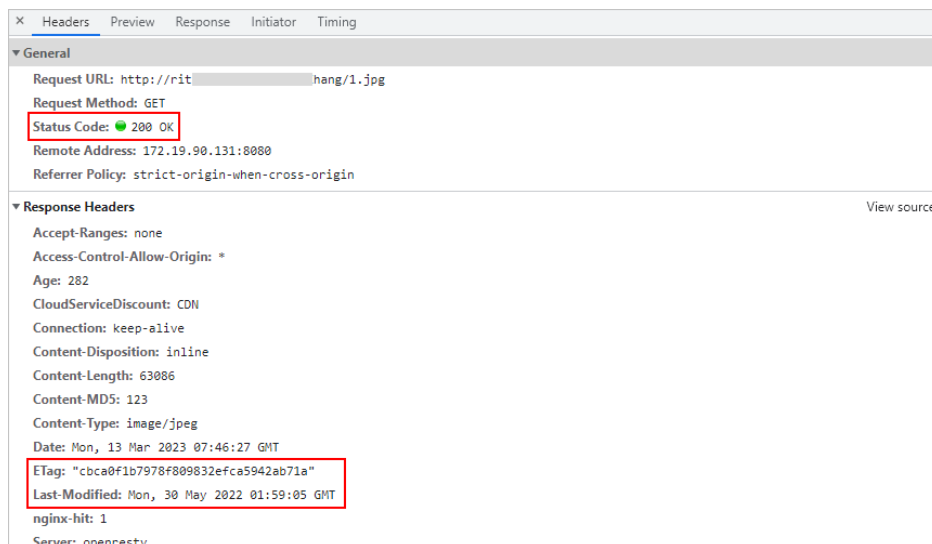 × Headers Preview Response Initiator Timing
▼ General
Request URL: http://rit hang/1.jpg
Request Method: GET
Status Code: 200 OK
Remote Address: 172.19.90.131:8080
Referrer Policy: strict-origin-when-cross-origin
▼ Response Headers View source
Accept-Ranges: none
Access-Control-Allow-Origin: *
Age: 282
CloudServiceDiscount: CDN
Connection: keep-alive
Content-Disposition: inline
Content-Length: 63086
Content-MD5: 123
Content-Type: image/jpeg
Date: Mon, 13 Mar 2023 07:46:27 GMT
ETag: "cbca0f1b7978f809832efca5942ab71a"
Last-Modified: Mon, 30 May 2022 01:59:05 GMT
nginx-hit: 1
Server: openresty